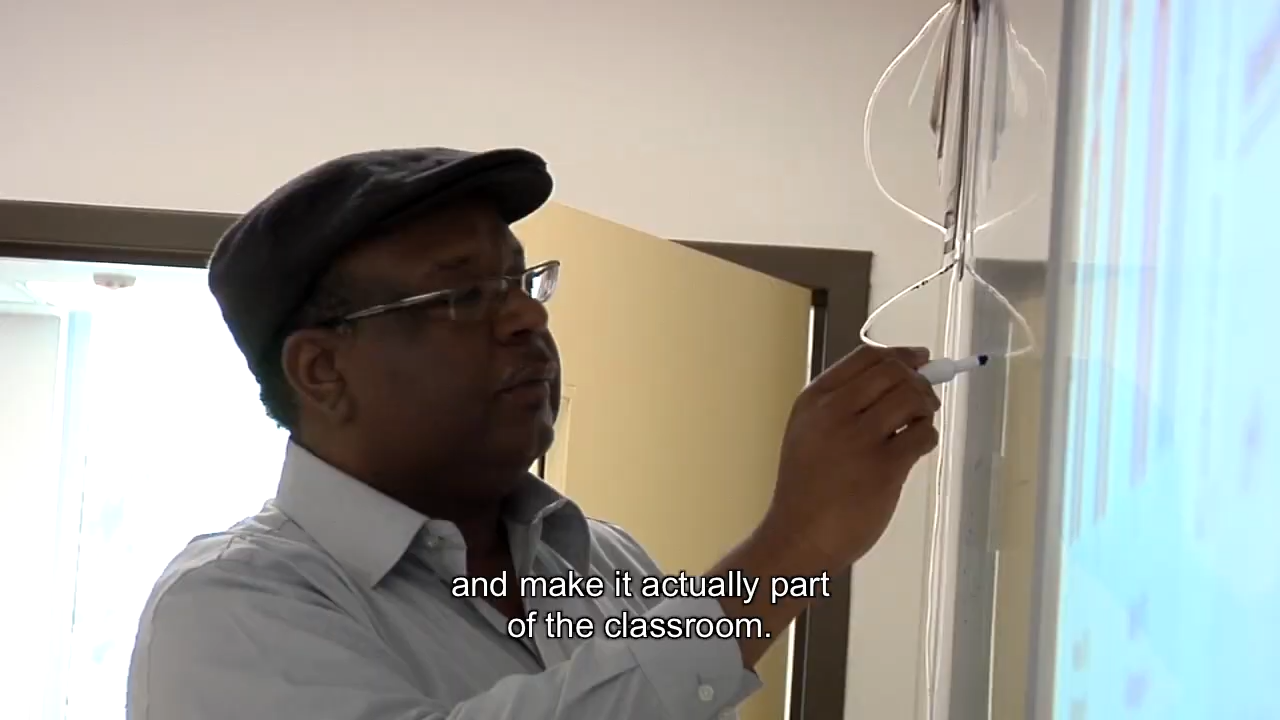 and make it actually part
of the classroom.